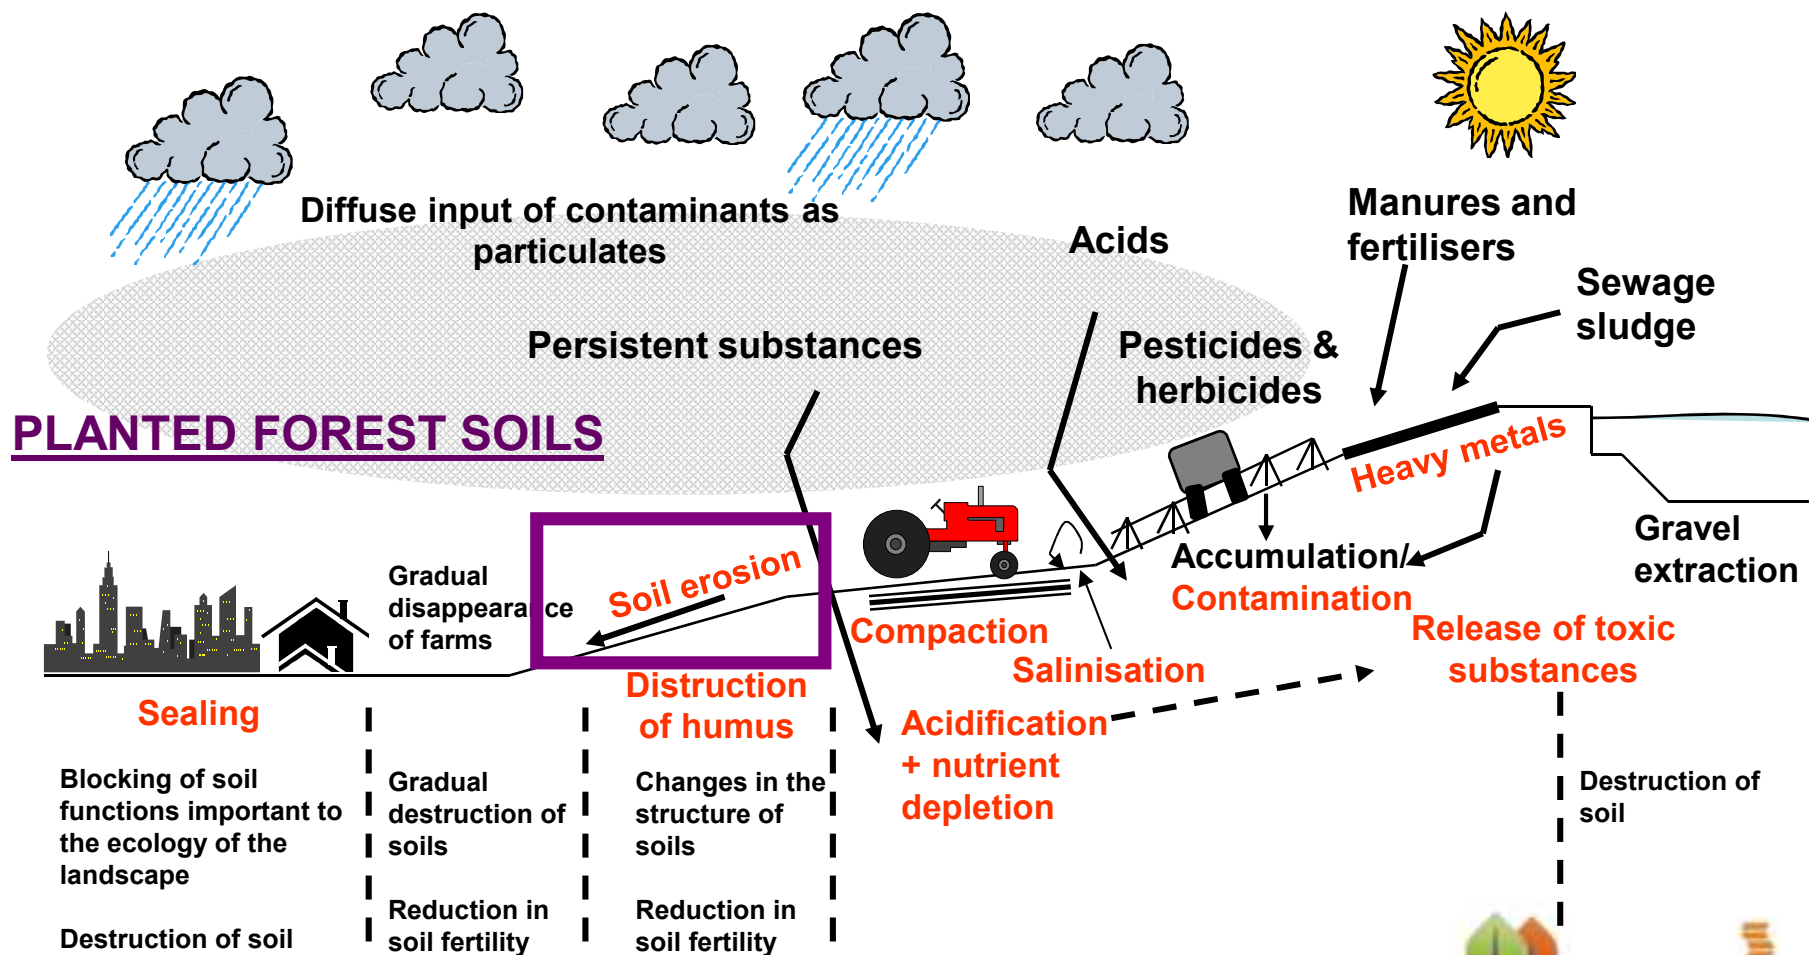 Diffuse input of contaminants as
particulates
Acids
Manures and
fertilisers
Sewage
sludge
Persistent substances
Pesticides &
herbicides
PLANTED FOREST SOILS
Heavy metals
Gravel
extraction
Accumulation/
Contamination
Gradual
disappearance
of farms
Soil erosion
Compaction
Salinisation
Release of toxic
substances
Sealing
Distruction
of humus
Acidification
+ nutrient
depletion
Blocking of soil
functions important to
the ecology of the
landscape
Destruction of soil
Gradual
destruction of
soils
Reduction in
soil fertility
Changes in the
structure of
soils
Reduction in
soil fertility
Destruction of
soil